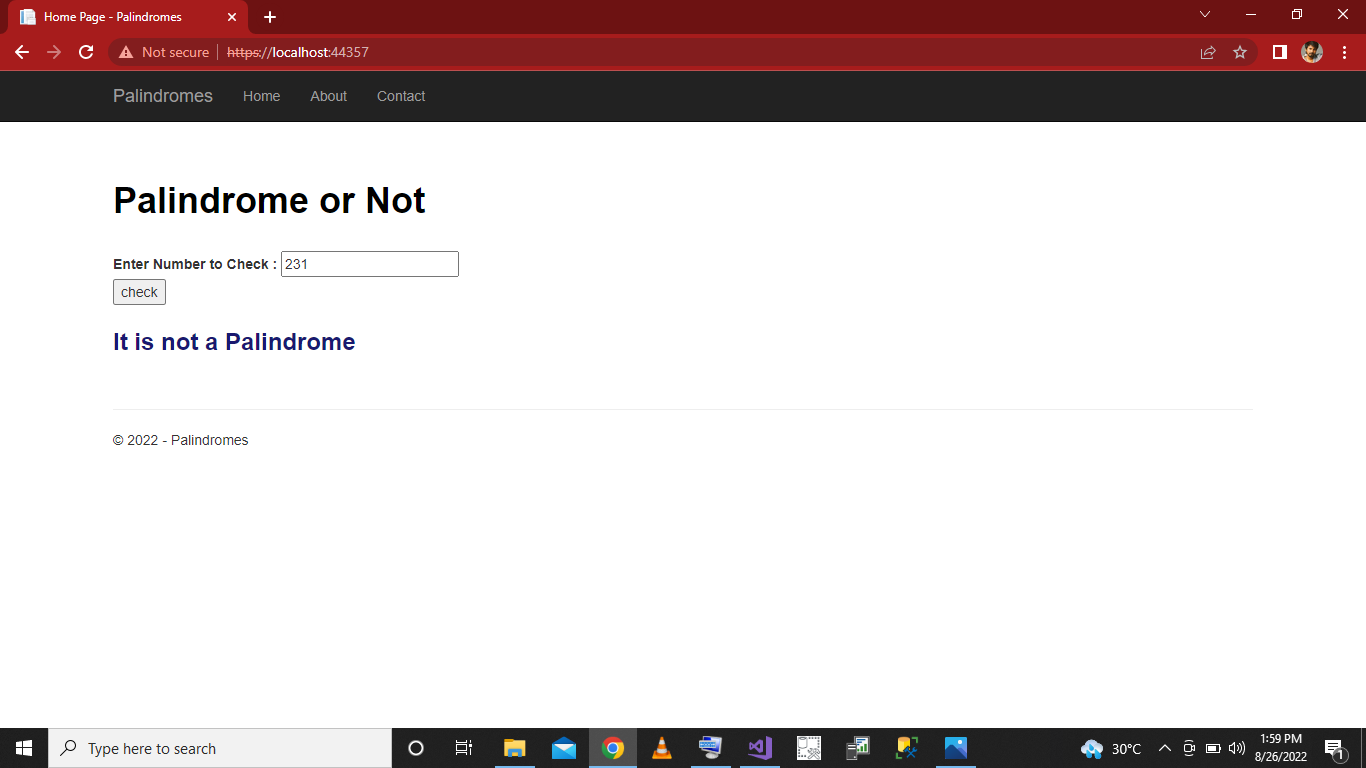 Home Page - Palindromes
Not secure https://localhost:44357
Palindromes Home About Contact
Palindrome or Not
Enter Number to Check : 231
check
It is not a Palindrome
© 2022 - Palindromes
Type here to search
30°C
1:59 PM
8/26/2022
1